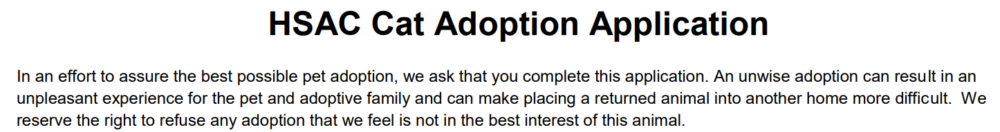 HSAC Cat Adoption Application
In an effort to assure the best possible pet adoption, we ask that you complete this application. An unwise adoption can result in an
unpleasant experience for the pet and adoptive family and can make placing a returned animal into another home more difficult.  We
reserve the right to refuse any adoption that we feel is not in the best interest of this animal.